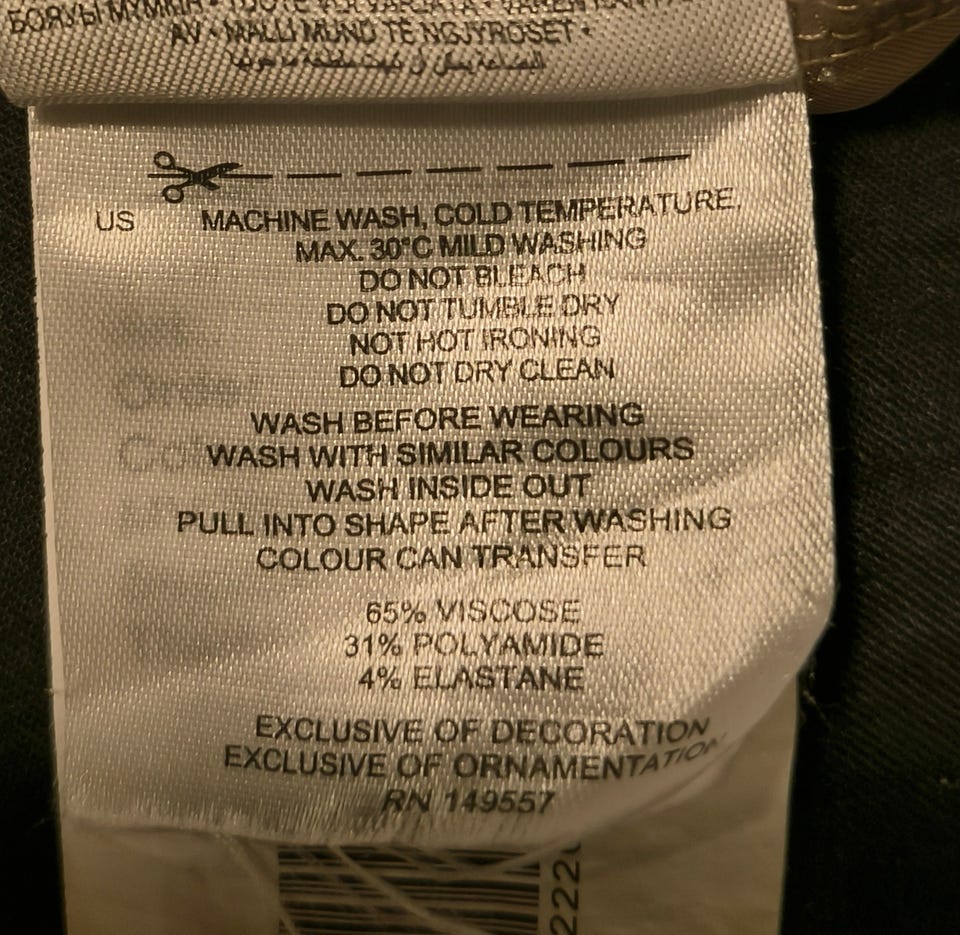 БОЯУЫ МҮМКІН •
AV • MALLI MUND TË NGJYROSET •
US MACHINE WASH, COLD TEMPERATURE,
MAX. 30°C MILD WASHING
DO NOT BLEACH
DO NOT TUMBLE DRY
NOT HOT IRONING
DO NOT DRY CLEAN
WASH BEFORE WEARING
WASH WITH SIMILAR COLOURS
WASH INSIDE OUT
PULL INTO SHAPE AFTER WASHING
COLOUR CAN TRANSFER
65% VISCOSE
31% POLYAMIDE
4% ELASTANE
EXCLUSIVE OF DECORATION
EXCLUSIVE OF ORNAMENTATION
RN 149557